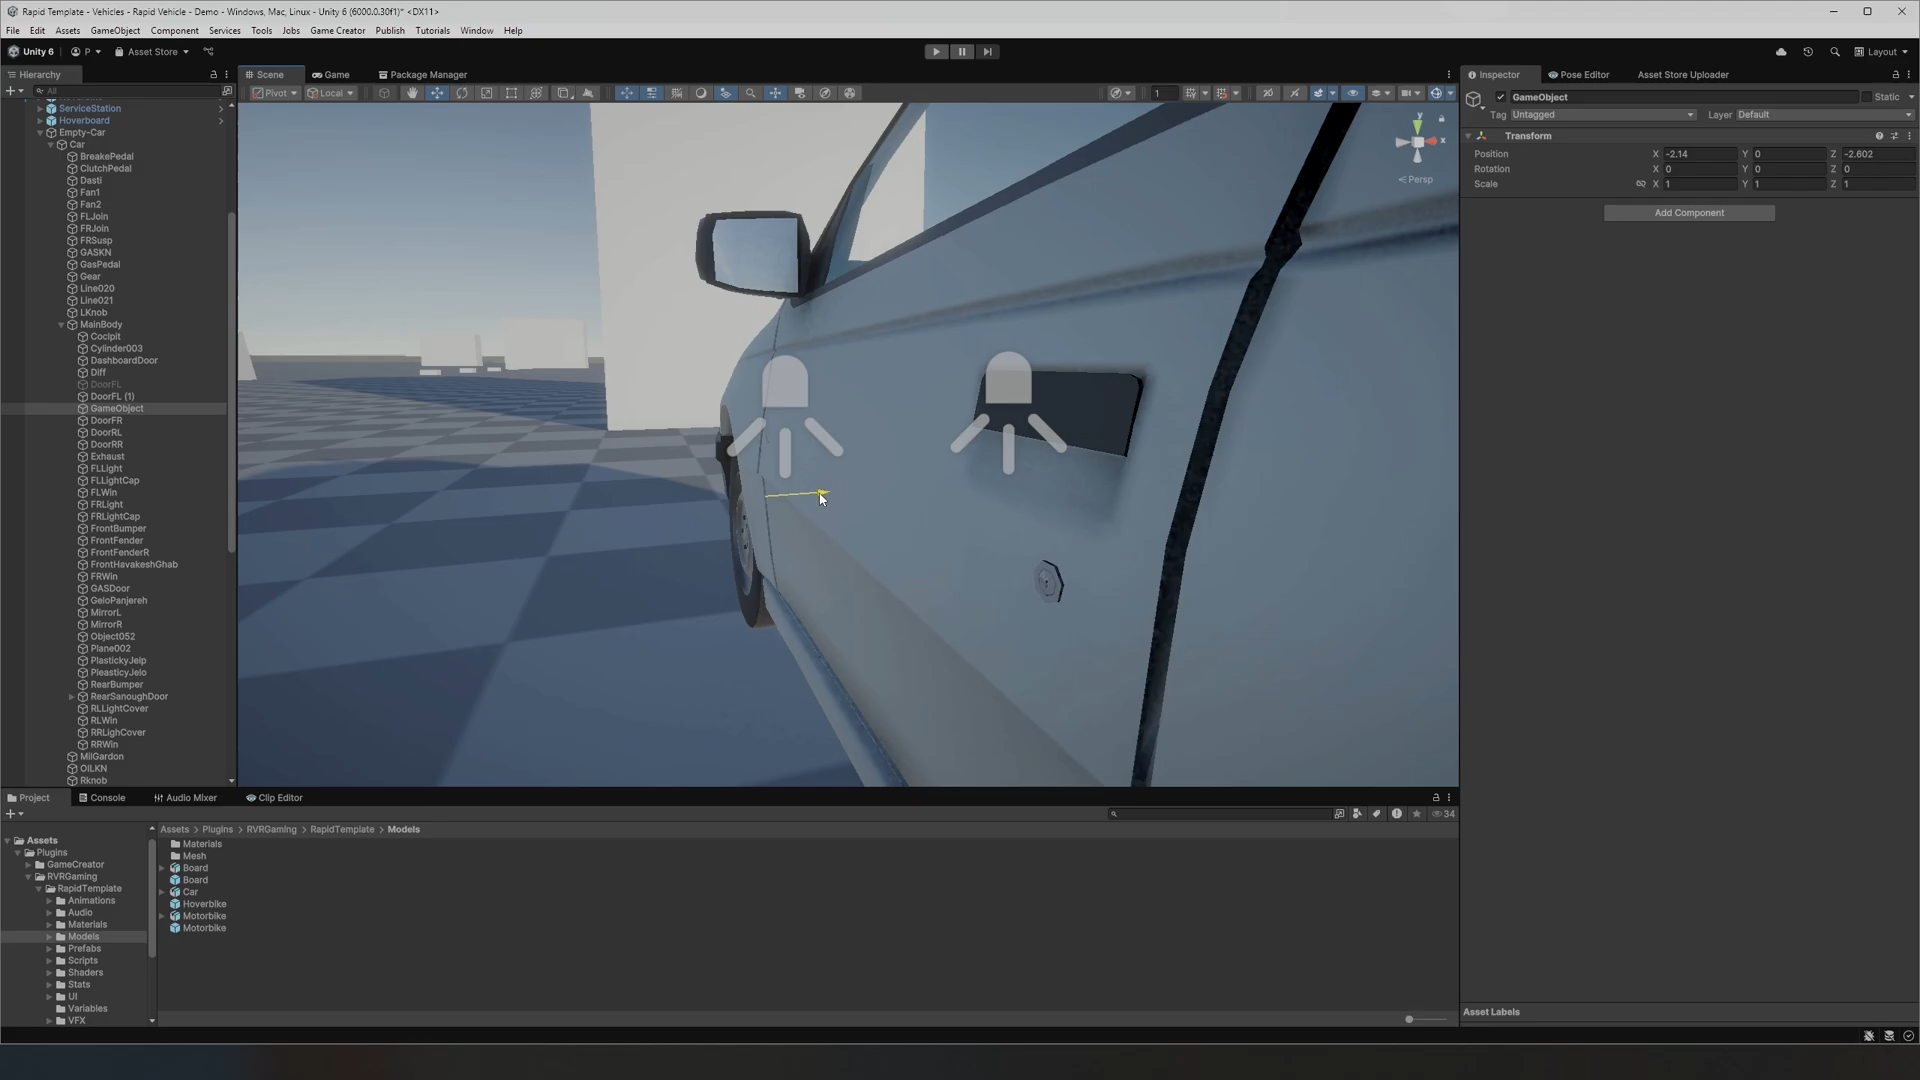 Rapid Template - Vehicles - Rapid Vehicle - Demo - Windows, Mac, Linux - Unity 6 (6000.0.30f1)* <DX11>
File Edit Assets GameObject Component Services Tools Jobs Game Creator Publish Tutorials Window Help
Unity 6 P Asset Store Layout
Hierarchy Scene Game Package Manager Inspector Pose Editor Asset Store Uploader
All Pivot Local 1 GameObject Static
Tag Untagged Layer Default
Transform
Position X -2.14 Y 0 Z -2.602
Rotation X 0 Y 0 Z 0
Scale X 1 Y 1 Z 1
Add Component
y
x
Persp
ServiceStation
Hoverboard
Empty-Car
Car
BreakePedal
ClutchPedal
Dasti
Fan1
Fan2
FLJoin
FRJoin
FRSusp
GASKN
GasPedal
Gear
Line020
Line021
LKnob
MainBody
Coclpit
Cylinder003
DashboardDoor
Diff
DoorFL
DoorFL (1)
GameObject
DoorFR
DoorRL
DoorRR
Exhaust
FLLight
FLLightCap
FLWin
FRLight
FRLightCap
FrontBumper
FrontFender
FrontFenderR
FrontHavakeshGhab
FRWin
GASDoor
GeloPanjereh
MirrorL
MirrorR
Object052
Plane002
PlastickyJelp
PleastickyJelo
RearBumper
RearSanoughDoor
RLLightCover
RLWin
RRLighCover
RRWin
MilGardon
OILKN
Rknob
Project Console Audio Mixer Clip Editor
34
Assets
Plugins
GameCreator
RVRGaming
RapidTemplate
Animations
Audio
Materials
Models
Prefabs
Scripts
Shaders
Stats
UI
Variables
VFX
Assets > Plugins > RVRGaming > RapidTemplate > Models
Materials
Mesh
Board
Board
Car
Hoverbike
Motorbike
Motorbike
Asset Labels